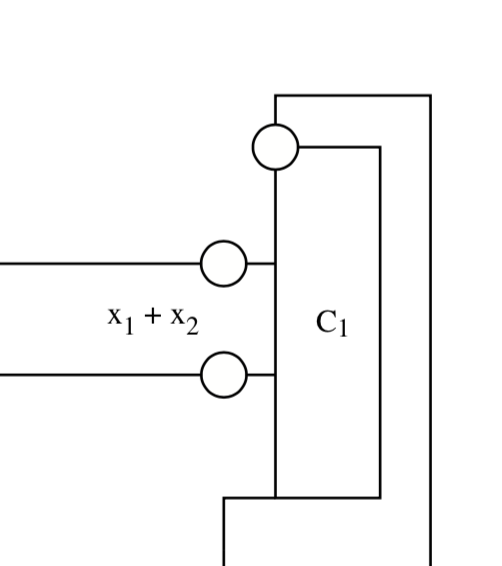 x₁ + x₂
C₁